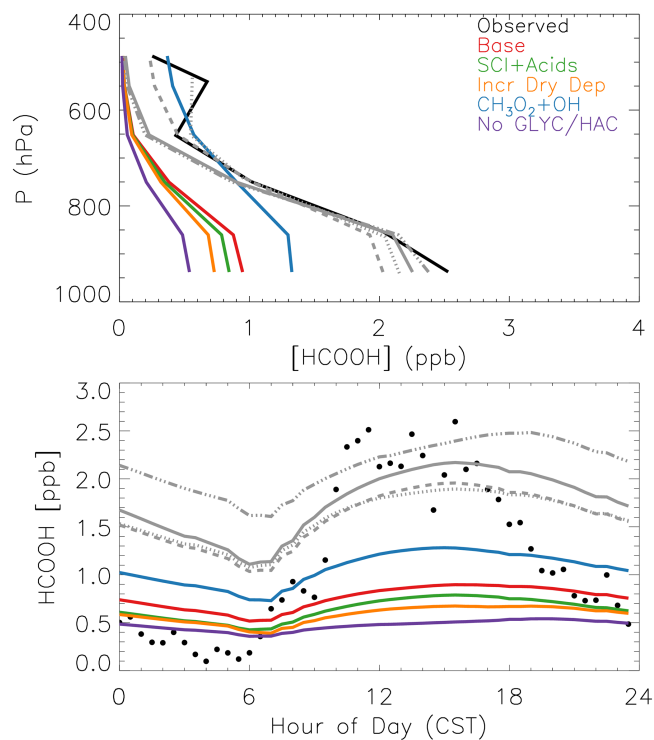 400
600
800
1000
P (hPa)
Observed
Base
SCI+Acids
Incr Dry Dep
CH₃O₂+OH
No GLYC/HAC
0 1 2 3 4
[HCOOH] (ppb)
3.0
2.5
2.0
1.5
1.0
0.5
0.0
HCOOH [ppb]
0 6 12 18 24
Hour of Day (CST)